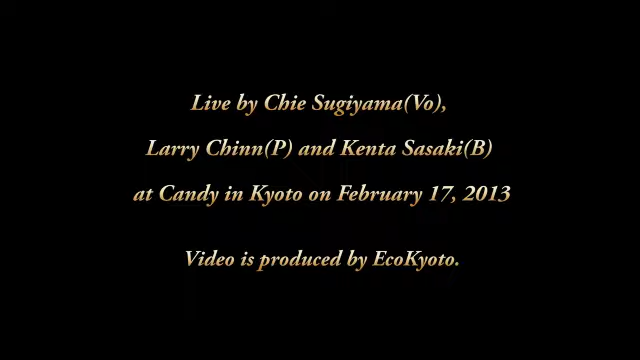 Live by Chie Sugiyama(Vo),
Larry Chinn(P) and Kenta Sasaki(B)
at Candy in Kyoto on February 17, 2013
Video is produced by EcoKyoto.